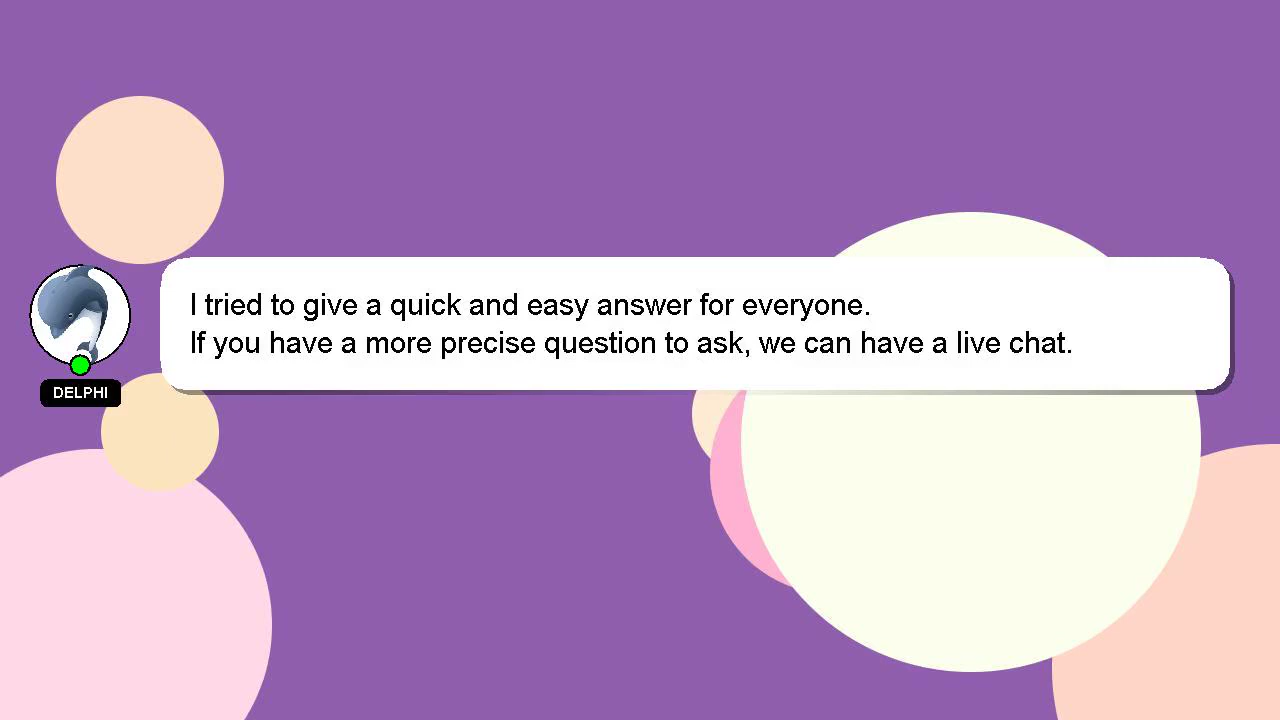 I tried to give a quick and easy answer for everyone.
If you have a more precise question to ask, we can have a live chat.
DELPHI